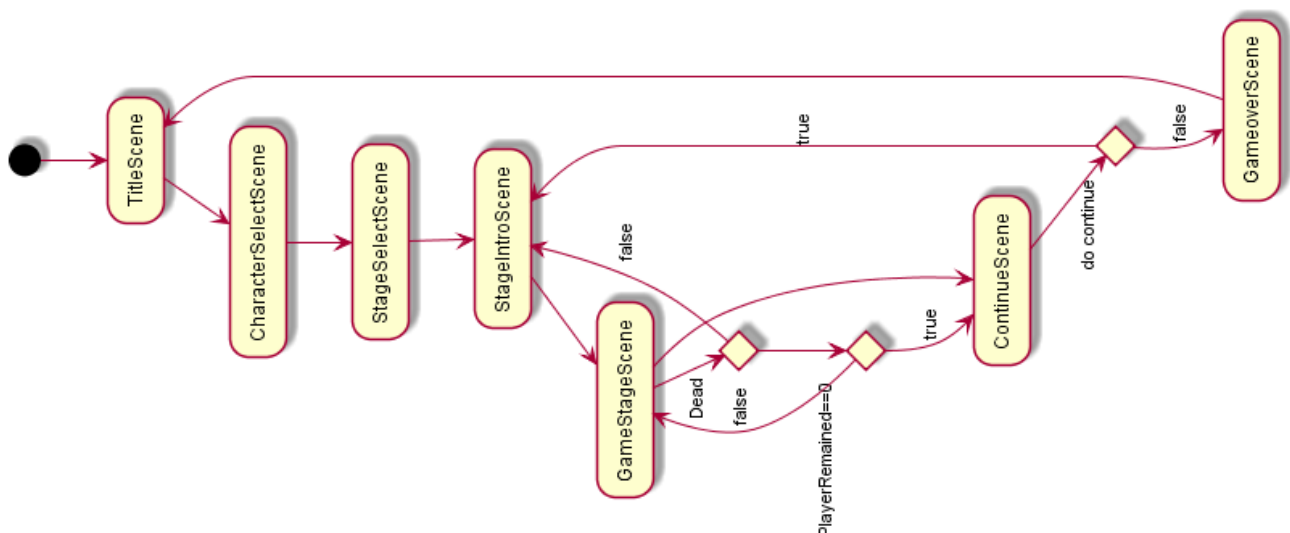 TitleScene
CharacterSelectScene
StageSelectScene
StageIntroScene
GameStageScene
false
Dead
false
PlayerRemained==0
true
ContinueScene
true
do continue
false
GameoverScene